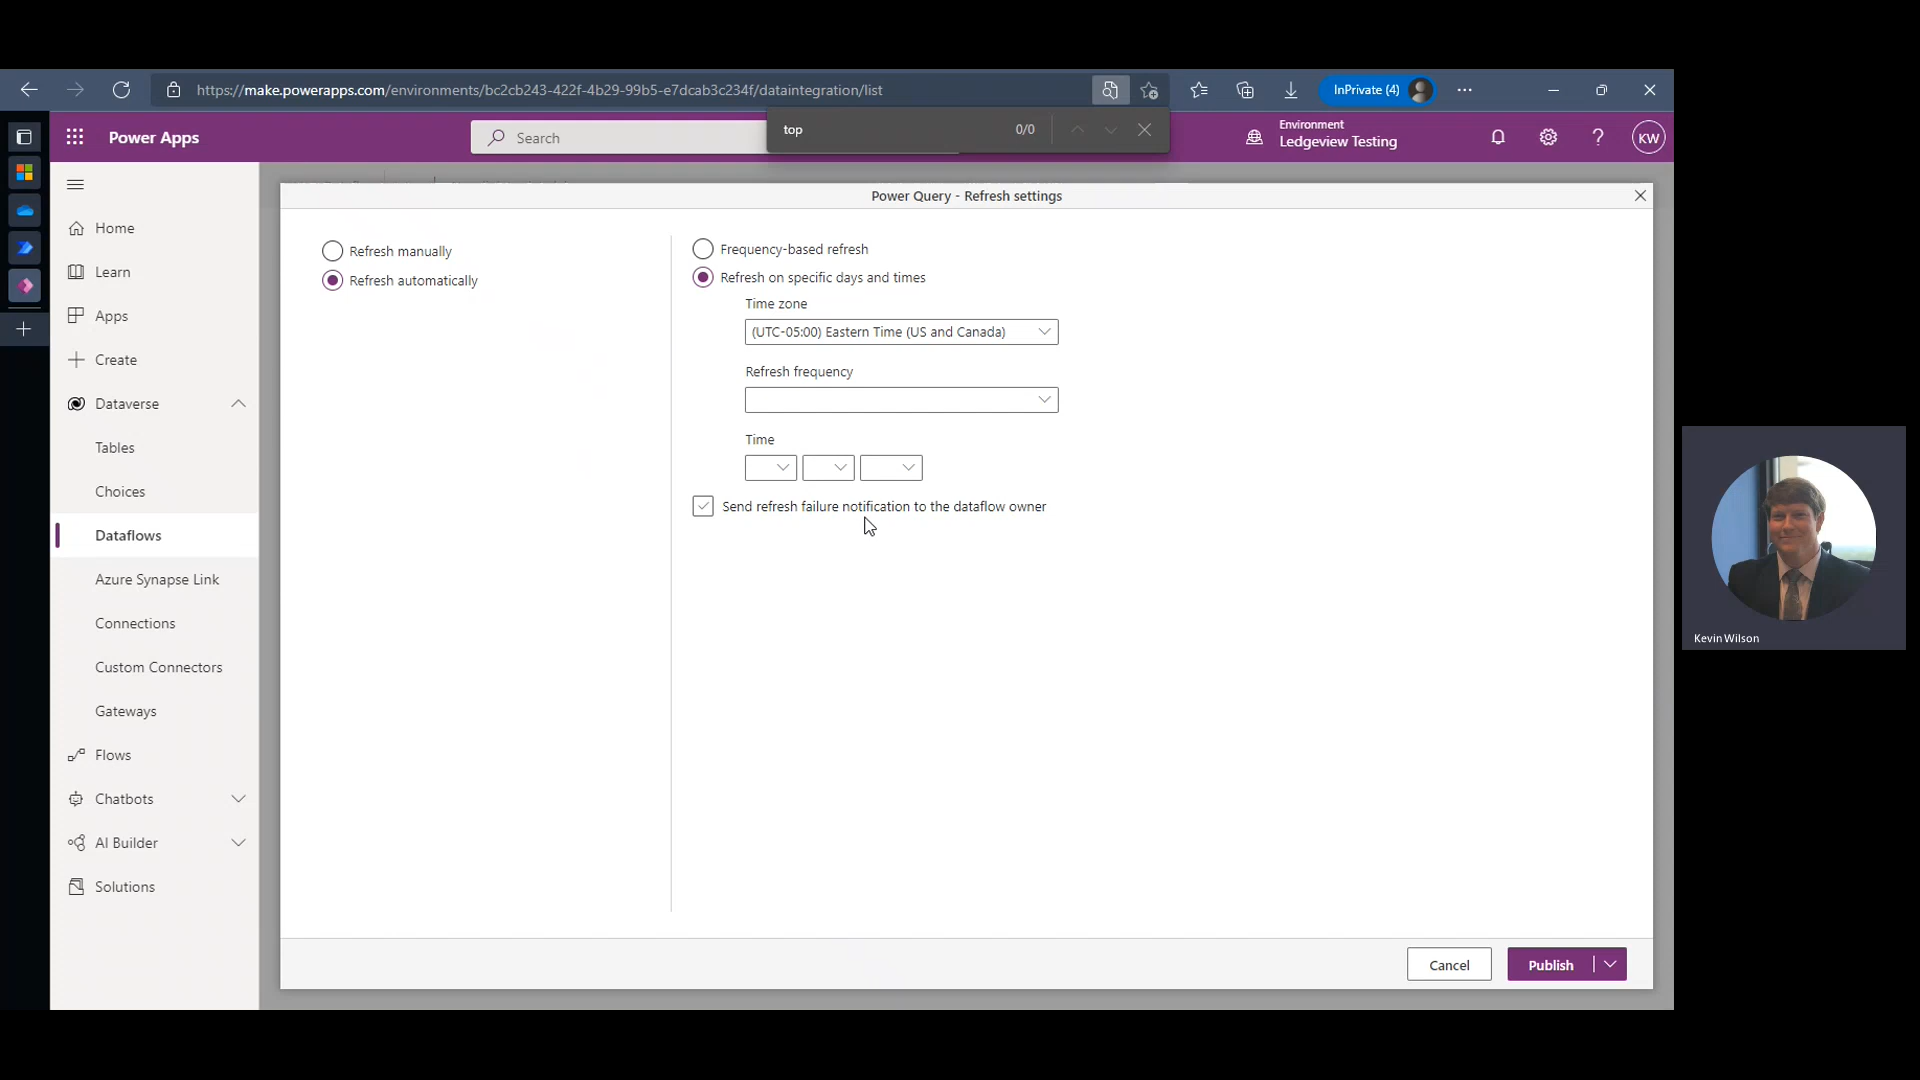 https://make.powerapps.com/environments/bc2cb243-422f-4b29-99b5-e7dcab3c234f/dataintegration/list
InPrivate (4)
top
0/0
Power Apps
Search
Environment
Ledgeview Testing
KW
Power Query - Refresh settings
Home
Learn
Apps
Create
Dataverse
Tables
Choices
Dataflows
Azure Synapse Link
Connections
Custom Connectors
Gateways
Flows
Chatbots
AI Builder
Solutions
Refresh manually
Refresh automatically
Frequency-based refresh
Refresh on specific days and times
Time zone
(UTC-05:00) Eastern Time (US and Canada)
Refresh frequency
Time
Send refresh failure notification to the dataflow owner
Cancel
Publish
Kevin Wilson